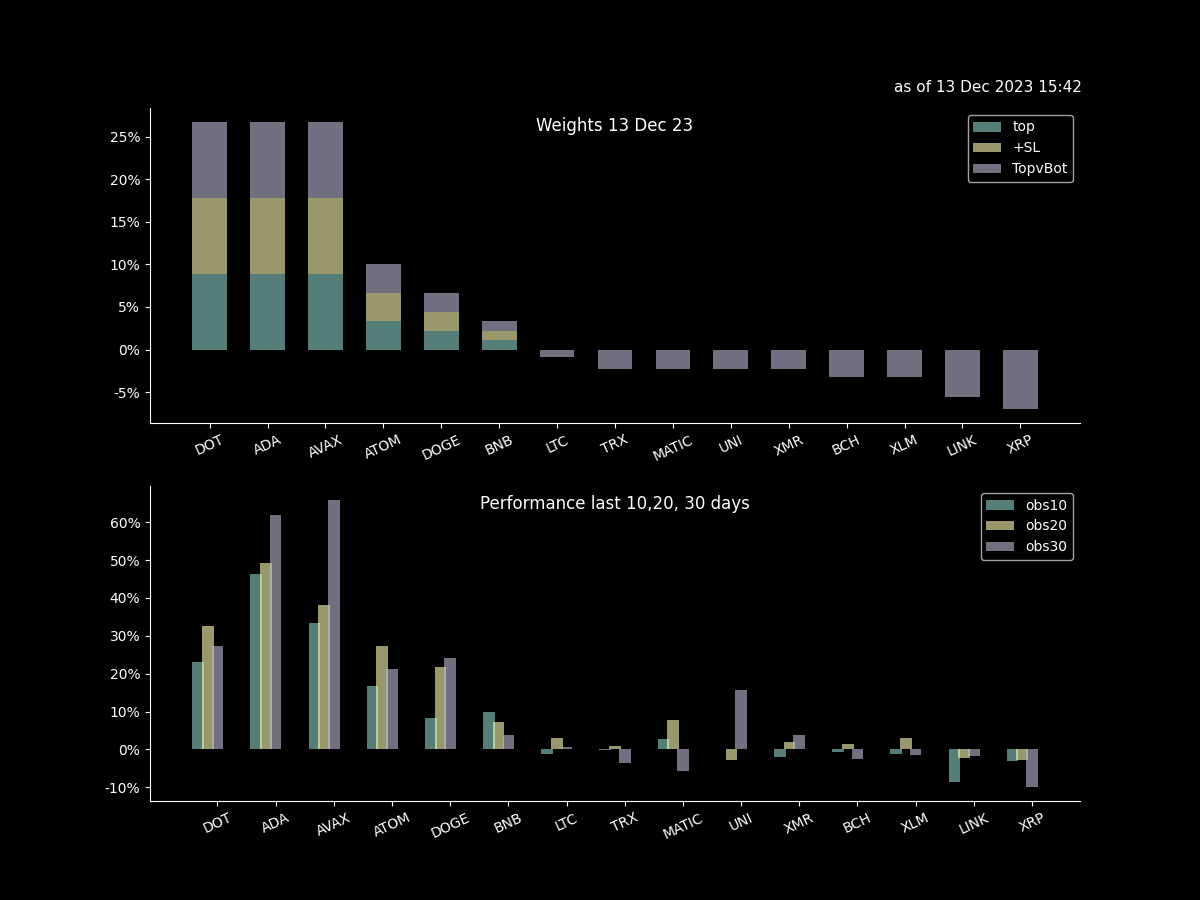 as of 13 Dec 2023 15:42
Weights 13 Dec 23
top
+SL
TopvBot
25%
20%
15%
10%
5%
0%
-5%
DOT ADA AVAX ATOM DOGE BNB LTC TRX MATIC UNI XMR BCH XLM LINK XRP
Performance last 10,20, 30 days
obs10
obs20
obs30
60%
50%
40%
30%
20%
10%
0%
-10%
DOT ADA AVAX ATOM DOGE BNB LTC TRX MATIC UNI XMR BCH XLM LINK XRP